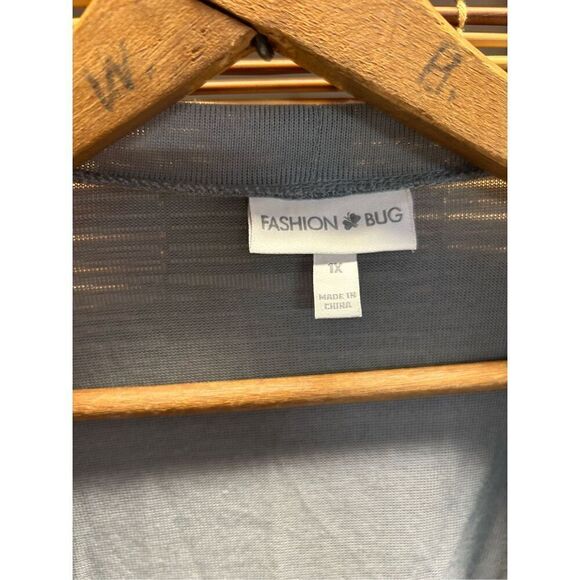 W. H.
FASHION BUG
1X
MADE IN
CHINA